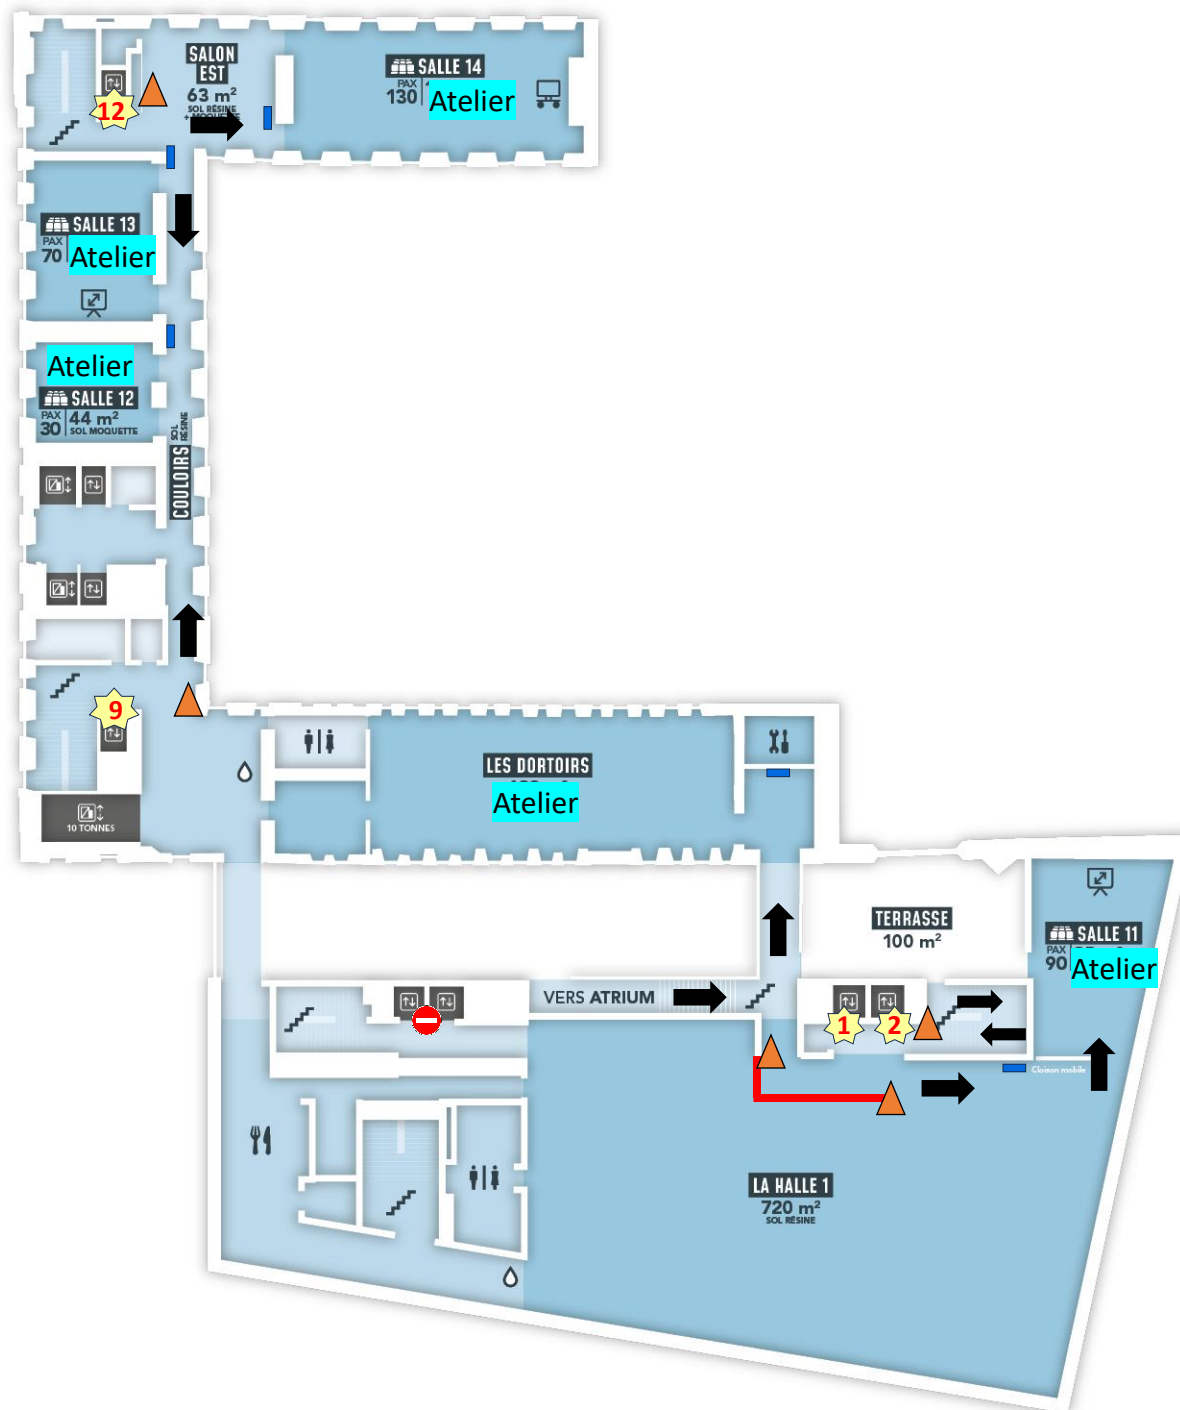 SALON
EST
63 m²
SOL RÉSINE
+ MOQUETTE
12
SALLE 14
PAX
130
Atelier
SALLE 13
PAX
70
Atelier
Atelier
SALLE 12
PAX
30
44 m²
SOL MOQUETTE
COULOIRS
SOL
RÉSINE
9
10 TONNES
LES DORTOIRS
Atelier
TERRASSE
100 m²
SALLE 11
PAX
90
Atelier
VERS ATRIUM
1
2
Cloison mobile
LA HALLE 1
720 m²
SOL RÉSINE